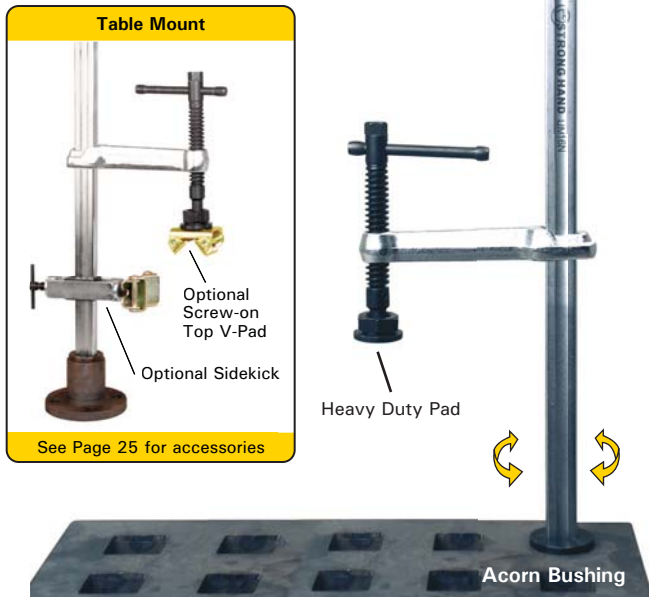 Table Mount
STRONG HAND UM16N
Optional
Screw-on
Top V-Pad
Optional Sidekick
Heavy Duty Pad
See Page 25 for accessories
Acorn Bushing